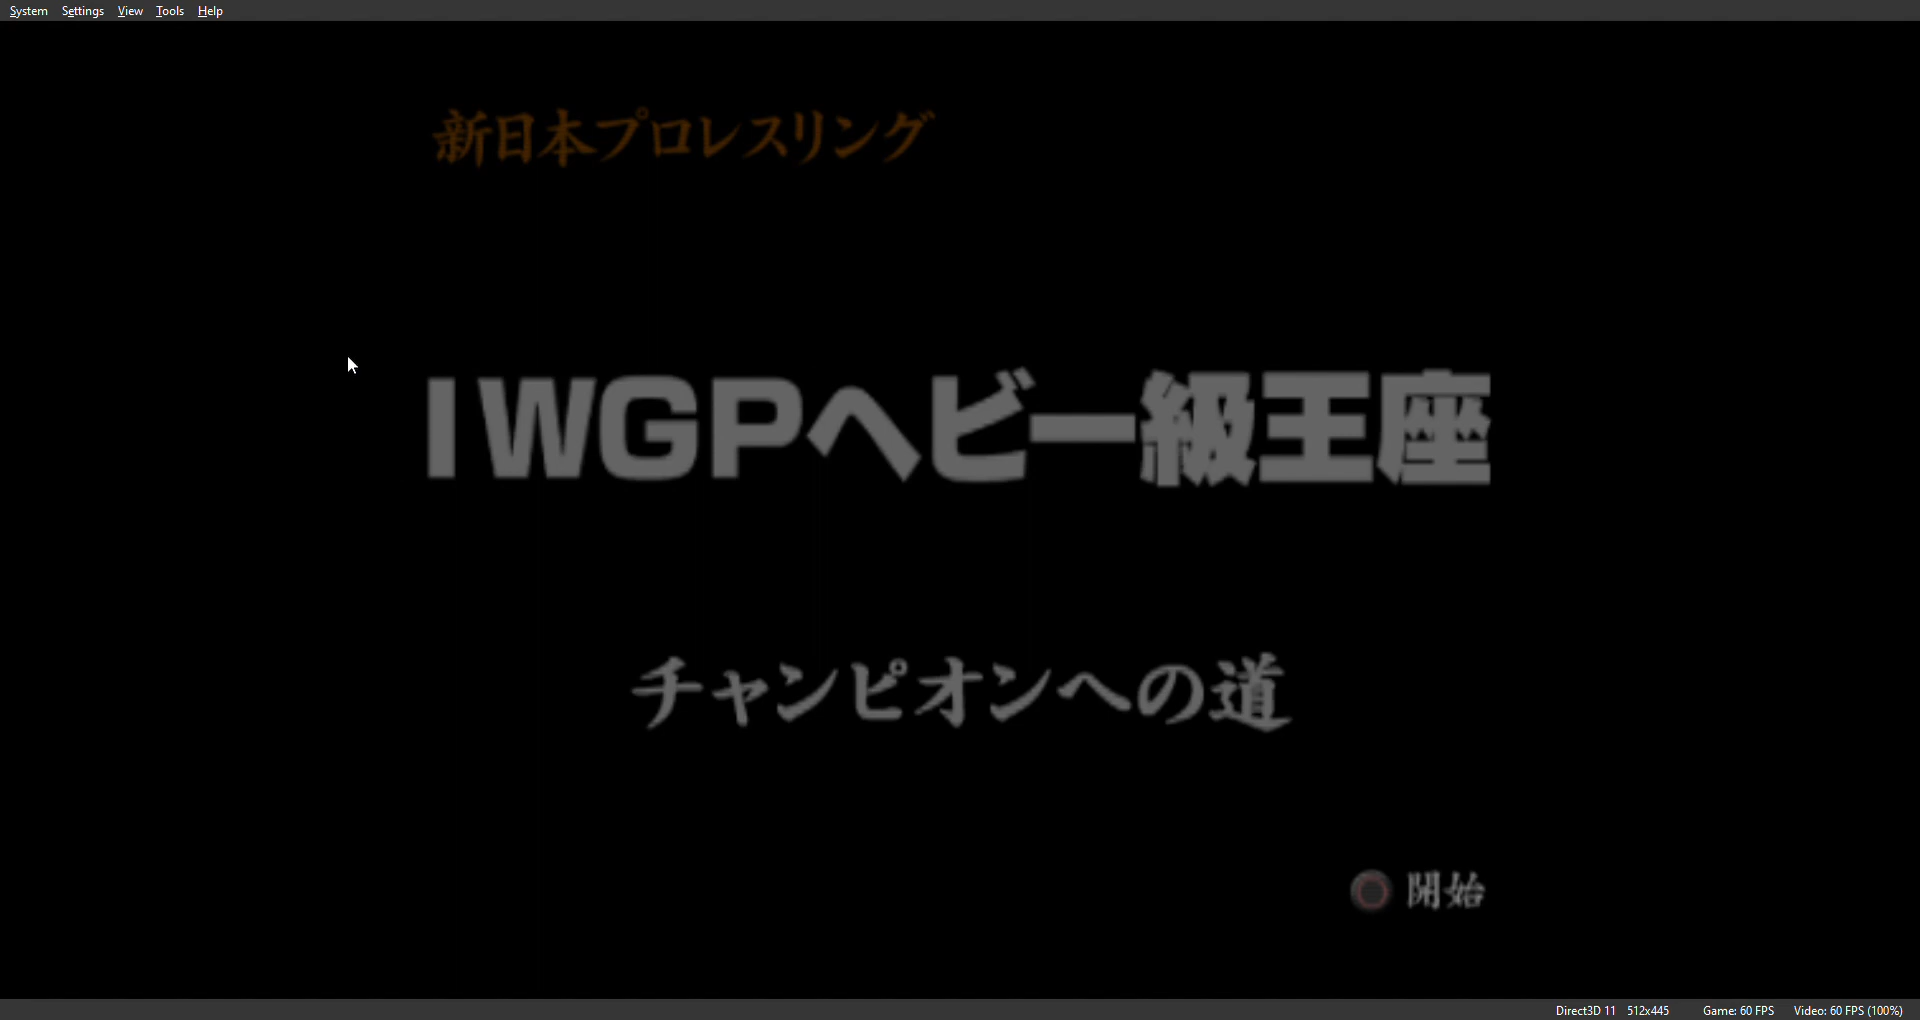 System Settings View Tools Help
新日本プロレスリング
IWGPヘビー級王座
チャンピオンへの道
開始
Direct3D 11 512x445 Game: 60 FPS Video: 60 FPS (100%)